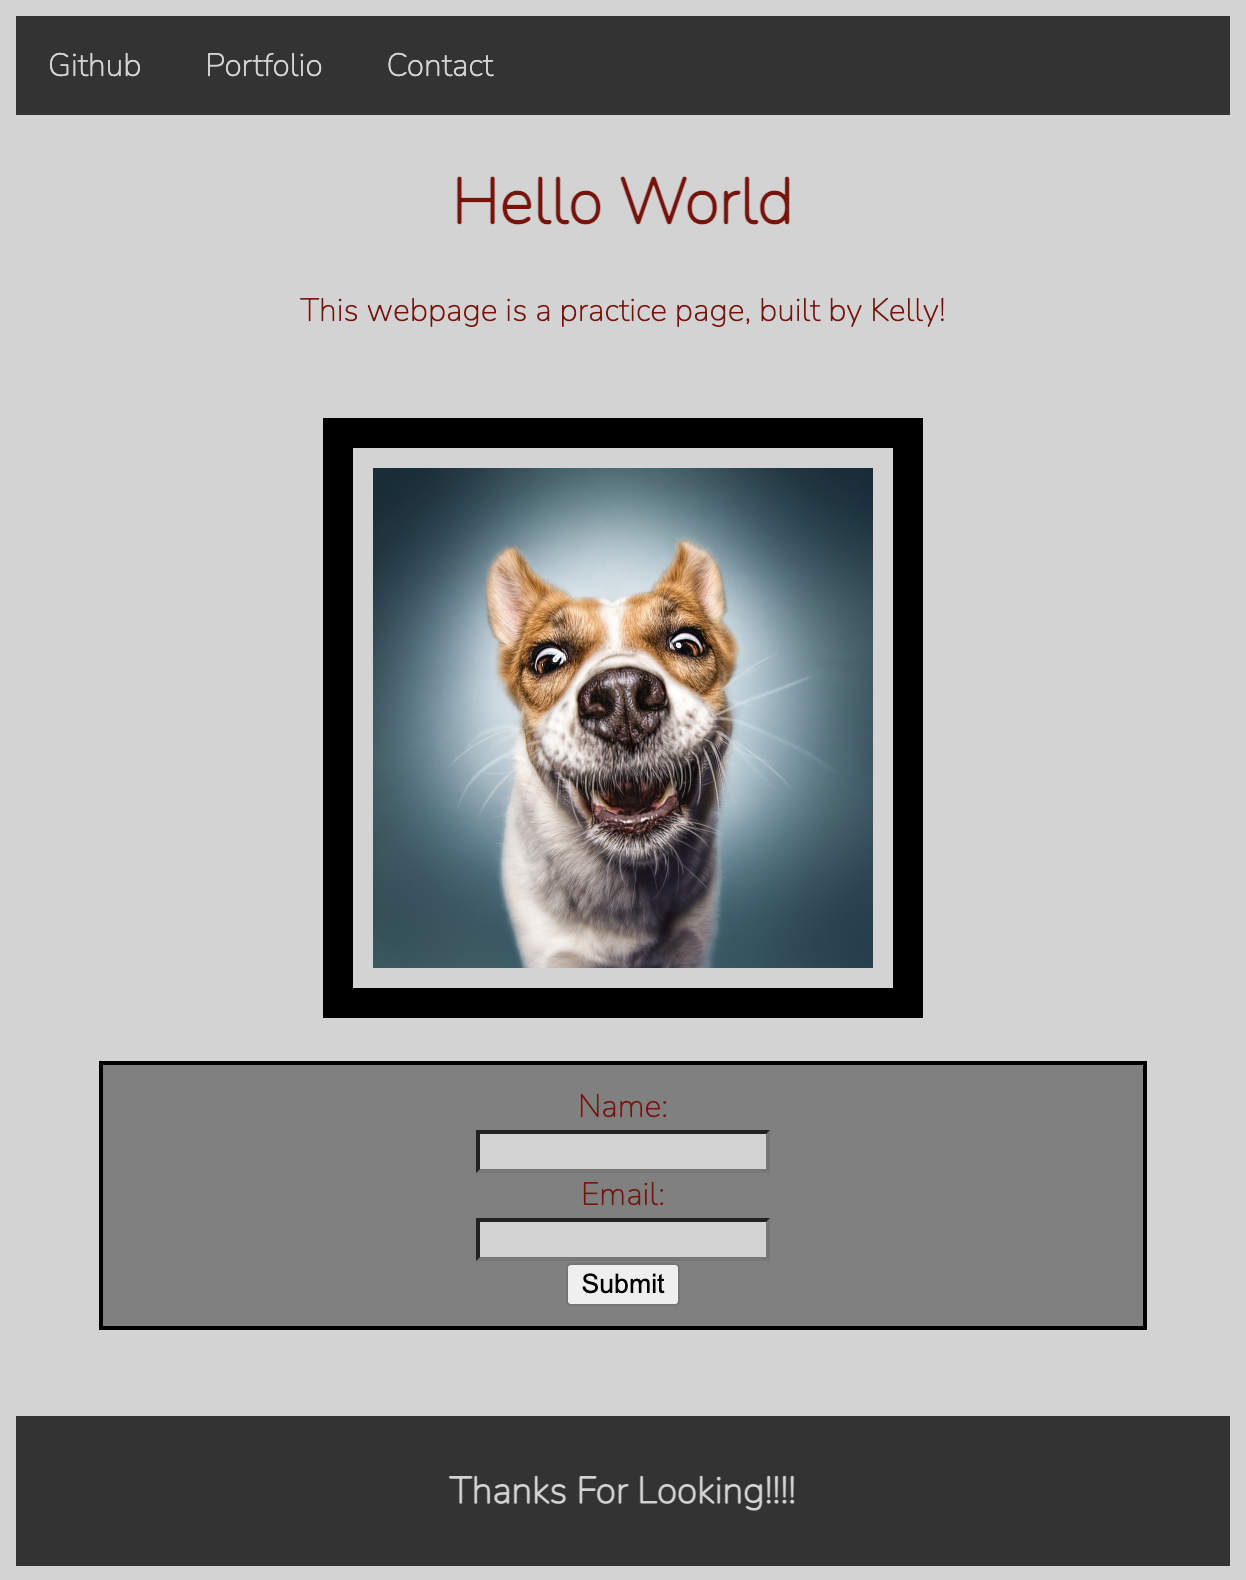 Github Portfolio Contact
Hello World
This webpage is a practice page, built by Kelly!
Name:
Email:
Submit
Thanks For Looking!!!!